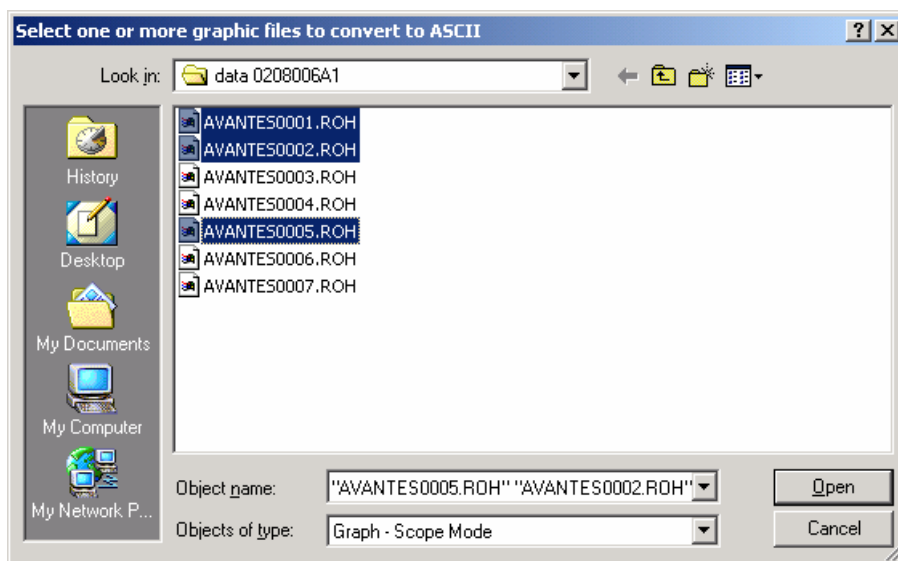 Select one or more graphic files to convert to ASCII
Look in: data 0208006A1
History
Desktop
My Documents
My Computer
My Network P...
AVANTES0001.ROH
AVANTES0002.ROH
AVANTES0003.ROH
AVANTES0004.ROH
AVANTES0005.ROH
AVANTES0006.ROH
AVANTES0007.ROH
Object name: "AVANTES0005.ROH" "AVANTES0002.ROH" Open
Objects of type: Graph - Scope Mode Cancel